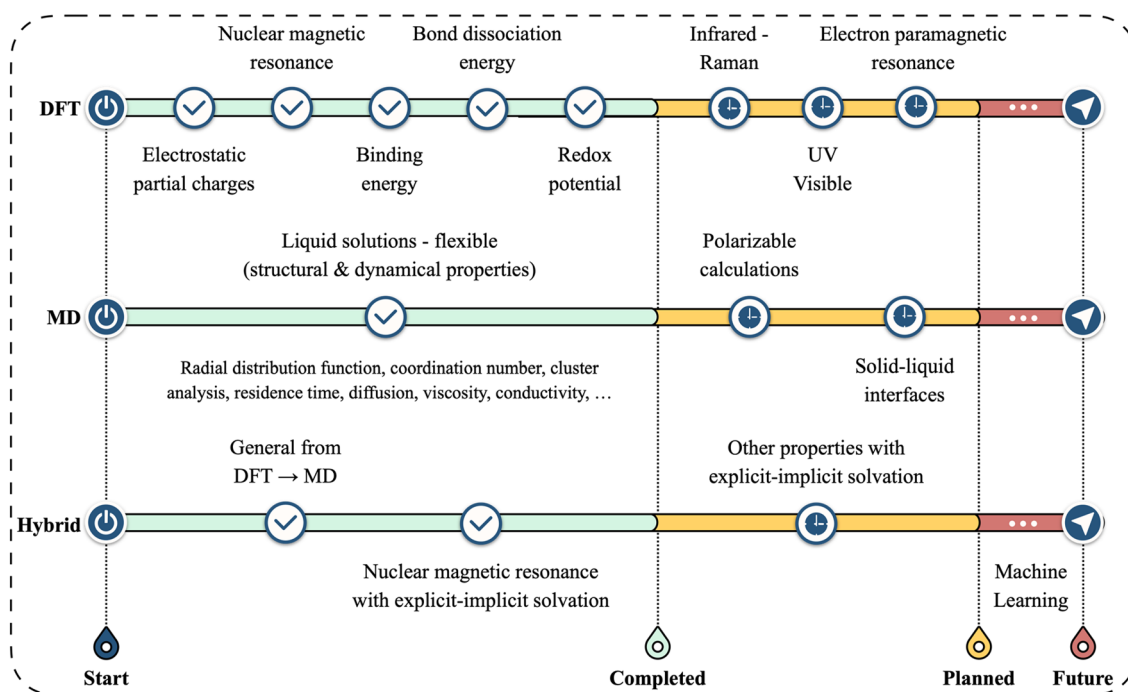 Nuclear magnetic
resonance
Bond dissociation
energy
Infrared -
Raman
Electron paramagnetic
resonance
DFT
Electrostatic
partial charges
Binding
energy
Redox
potential
UV
Visible
Liquid solutions - flexible
(structural & dynamical properties)
Polarizable
calculations
MD
Radial distribution function, coordination number, cluster
analysis, residence time, diffusion, viscosity, conductivity, …
Solid-liquid
interfaces
General from
DFT → MD
Other properties with
explicit-implicit solvation
Hybrid
Nuclear magnetic resonance
with explicit-implicit solvation
Machine
Learning
Start
Completed
Planned
Future